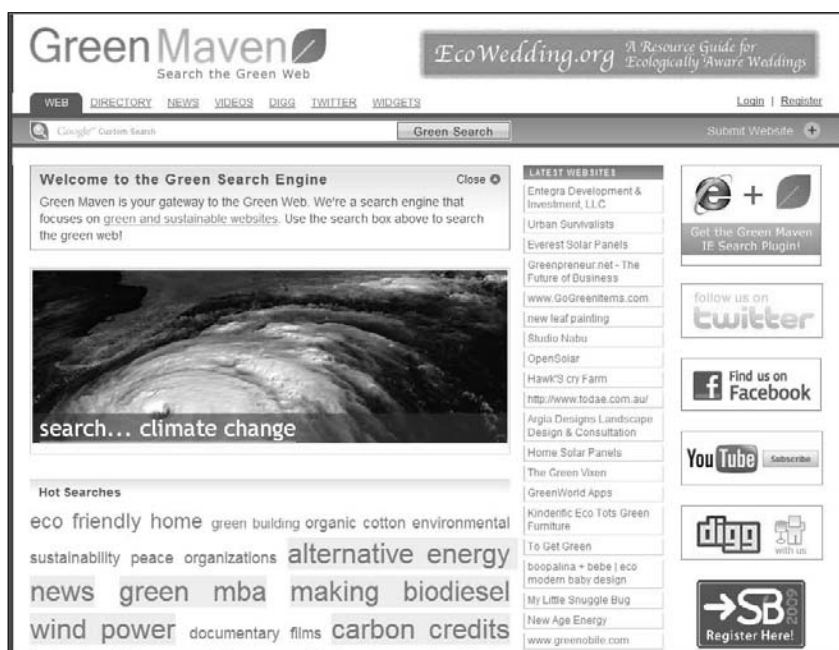 GreenMaven
Search the Green Web
EcoWedding.org
A Resource Guide for
Ecologically Aware Weddings
WEB DIRECTORY NEWS VIDEOS DIGG TWITTER WIDGETS
Login | Register
Google™ Custom Search
Green Search
Submit Website +
Welcome to the Green Search Engine
Close
Green Maven is your gateway to the Green Web. We're a search engine that
focuses on green and sustainable websites. Use the search box above to search
the green web!
search... climate change
Hot Searches
eco friendly home green building organic cotton environmental
sustainability peace organizations alternative energy
news green mba making biodiesel
wind power documentary films carbon credits
LATEST WEBSITES
Entegra Development &
Investment, LLC
Urban Survivalists
Everest Solar Panels
Greenpreneur.net - The
Future of Business
www.GoGreenItems.com
new leaf painting
Studio Nabu
OpenSolar
Hawk'S cry Farm
http://www.todae.com.au/
Argia Designs Landscape
Design & Consultation
Home Solar Panels
The Green Vixen
GreenWorld Apps
Kinderific Eco Tots Green
Furniture
To Get Green
boopalina + bebe | eco
modern baby design
My Little Snuggle Bug
New Age Energy
www.greenobile.com
+
Get the Green Maven
IE Search Plugin!
follow us on
twitter
Find us on
Facebook
YouTube Subscribe
digg
with us
SB 2009
Register Here!